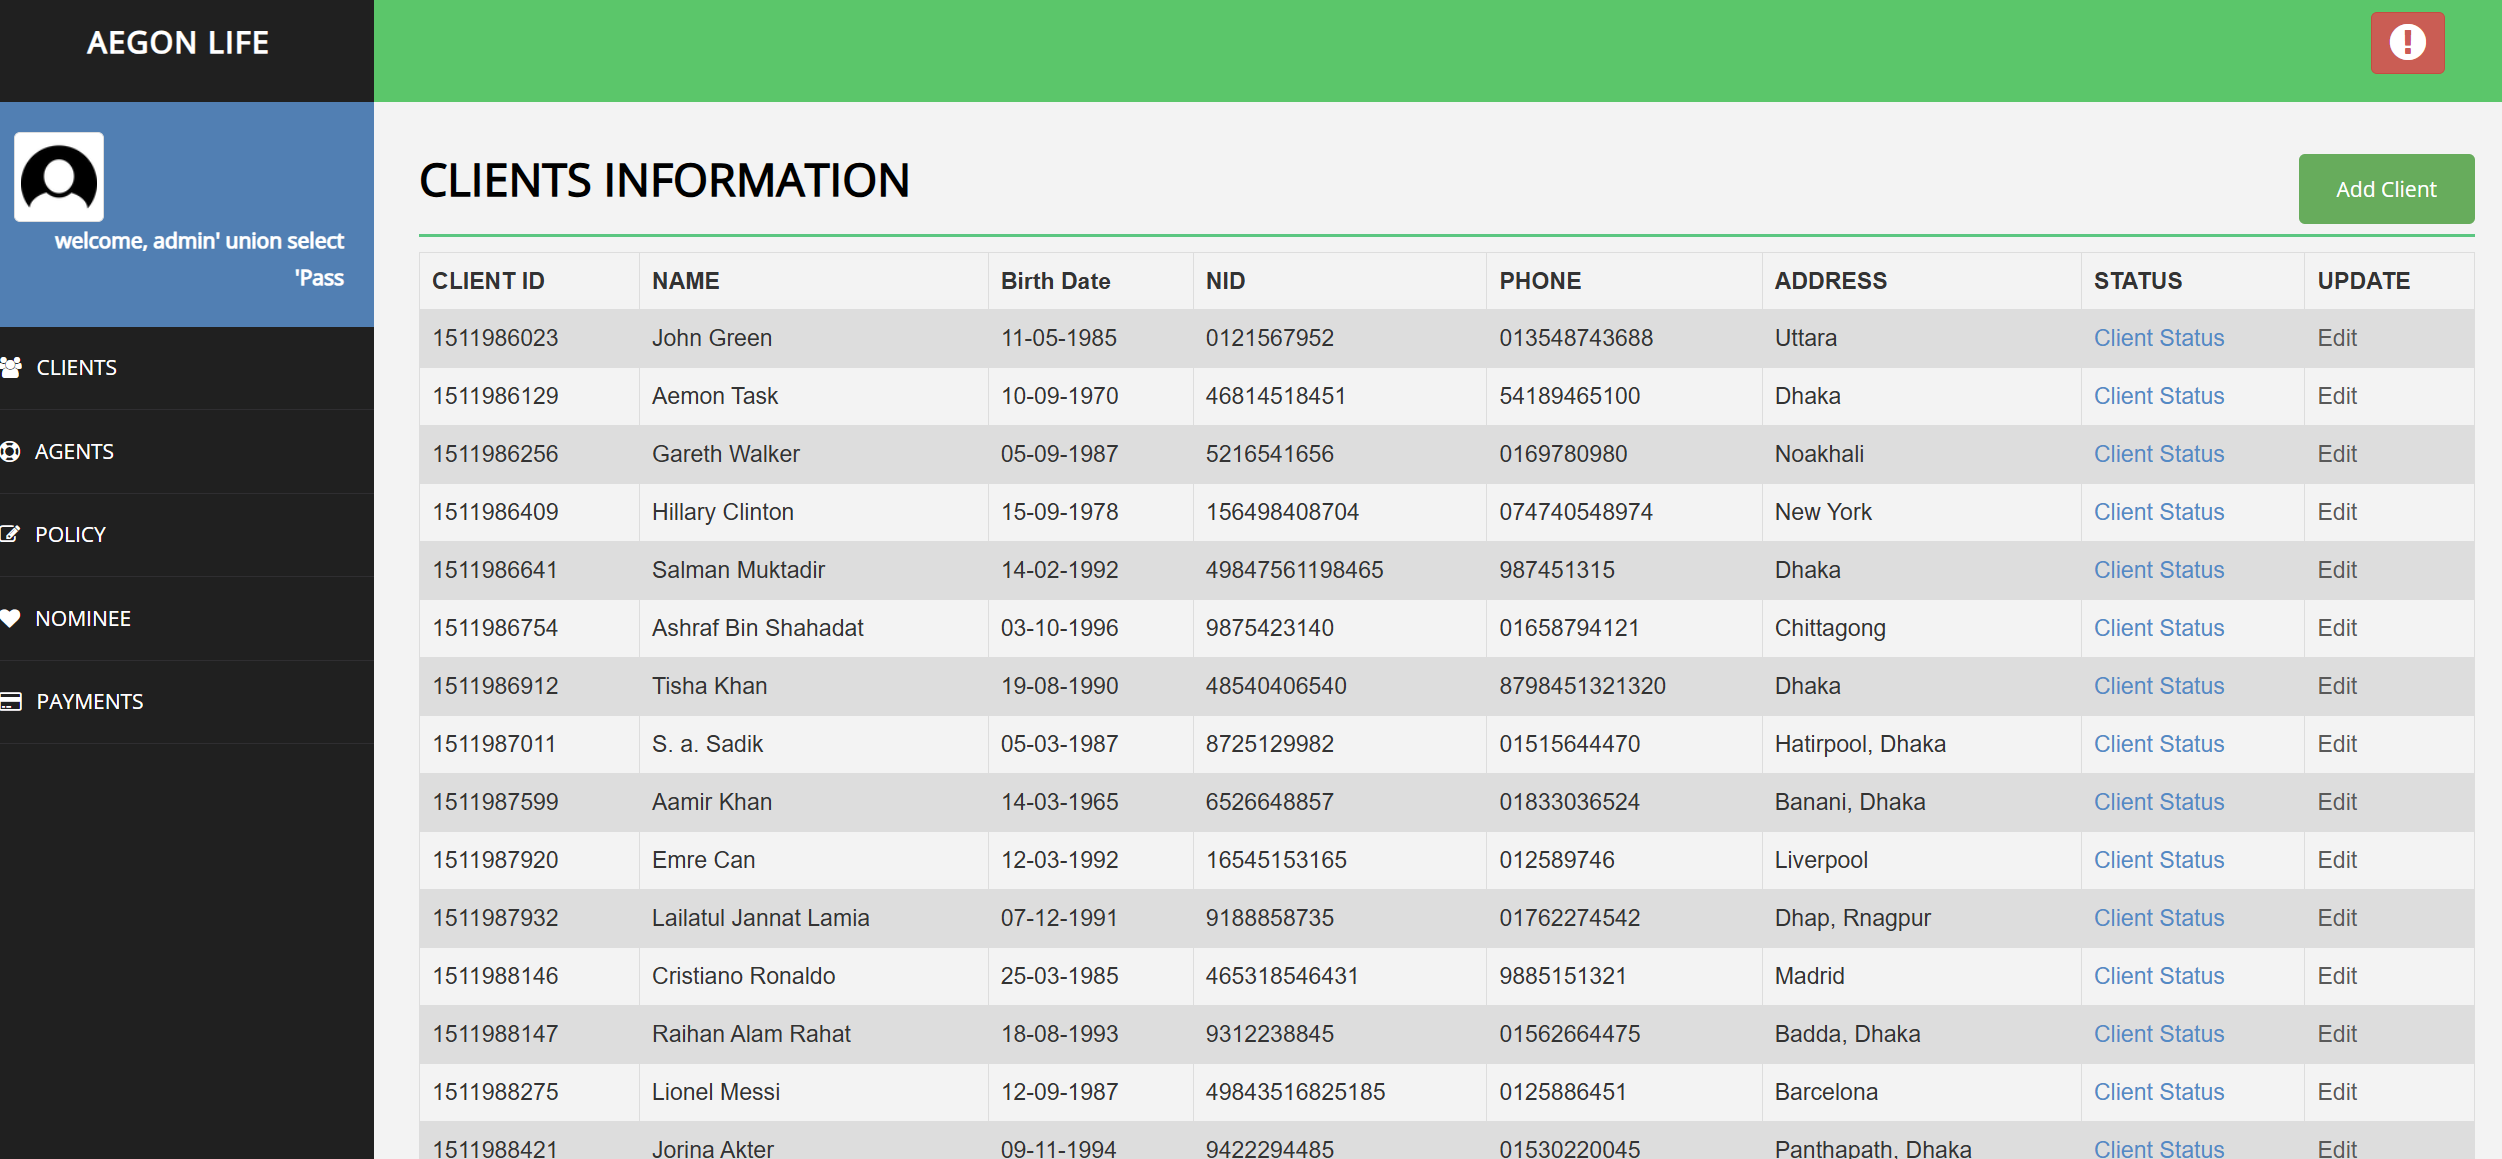 AEGON LIFE
welcome, admin' union select
'Pass
CLIENTS
AGENTS
POLICY
NOMINEE
PAYMENTS
CLIENTS INFORMATION
Add Client
CLIENT ID NAME Birth Date NID PHONE ADDRESS STATUS UPDATE
1511986023 John Green 11-05-1985 0121567952 013548743688 Uttara Client Status Edit
1511986129 Aemon Task 10-09-1970 46814518451 54189465100 Dhaka Client Status Edit
1511986256 Gareth Walker 05-09-1987 5216541656 0169780980 Noakhali Client Status Edit
1511986409 Hillary Clinton 15-09-1978 156498408704 074740548974 New York Client Status Edit
1511986641 Salman Muktadir 14-02-1992 49847561198465 987451315 Dhaka Client Status Edit
1511986754 Ashraf Bin Shahadat 03-10-1996 9875423140 01658794121 Chittagong Client Status Edit
1511986912 Tisha Khan 19-08-1990 48540406540 8798451321320 Dhaka Client Status Edit
1511987011 S. a. Sadik 05-03-1987 8725129982 01515644470 Hatirpool, Dhaka Client Status Edit
1511987599 Aamir Khan 14-03-1965 6526648857 01833036524 Banani, Dhaka Client Status Edit
1511987920 Emre Can 12-03-1992 16545153165 012589746 Liverpool Client Status Edit
1511987932 Lailatul Jannat Lamia 07-12-1991 9188858735 01762274542 Dhap, Rnagpur Client Status Edit
1511988146 Cristiano Ronaldo 25-03-1985 465318546431 9885151321 Madrid Client Status Edit
1511988147 Raihan Alam Rahat 18-08-1993 9312238845 01562664475 Badda, Dhaka Client Status Edit
1511988275 Lionel Messi 12-09-1987 49843516825185 0125886451 Barcelona Client Status Edit
1511988421 Jorina Akter 09-11-1994 9422294485 01530220045 Panthapath, Dhaka Client Status Edit